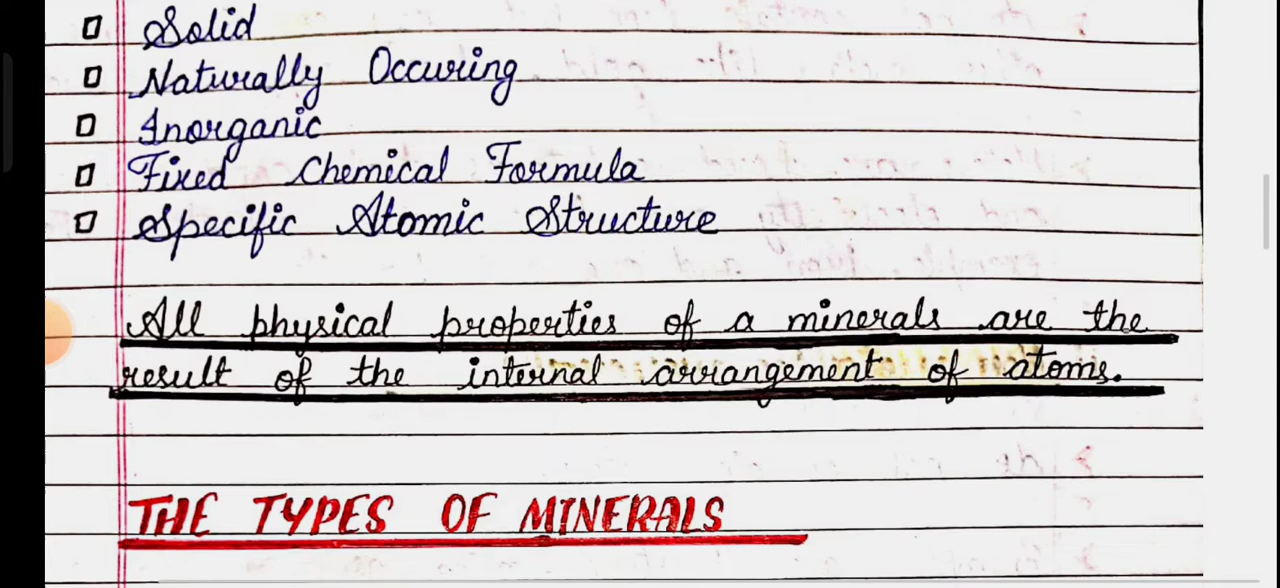 Solid
Naturally Occuring
Inorganic
Fixed Chemical Formula
Specific Atomic Structure
All physical properties of a minerals are the
result of the internal arrangement of atoms.
THE TYPES OF MINERALS